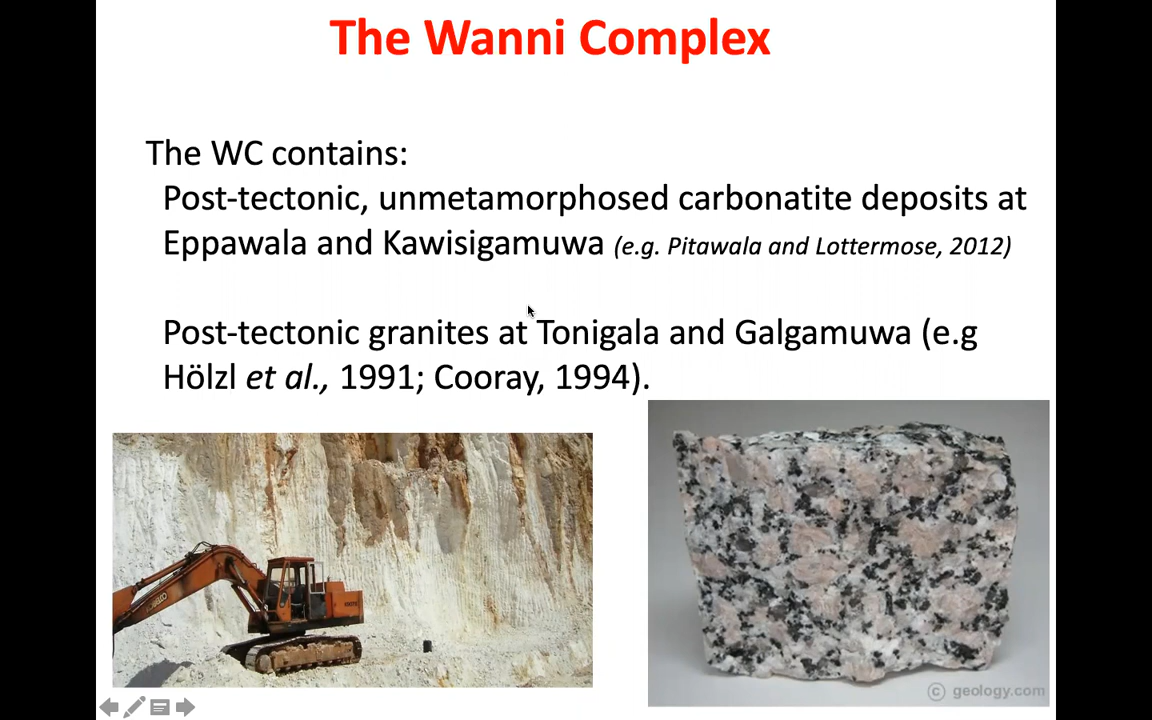 The Wanni Complex
The WC contains:
Post-tectonic, unmetamorphosed carbonatite deposits at
Eppawala and Kawisigamuwa (e.g. Pitawala and Lottermose, 2012)
Post-tectonic granites at Tonigala and Galgamuwa (e.g
Hölzl et al., 1991; Cooray, 1994).
KOBELCO
© geology.com